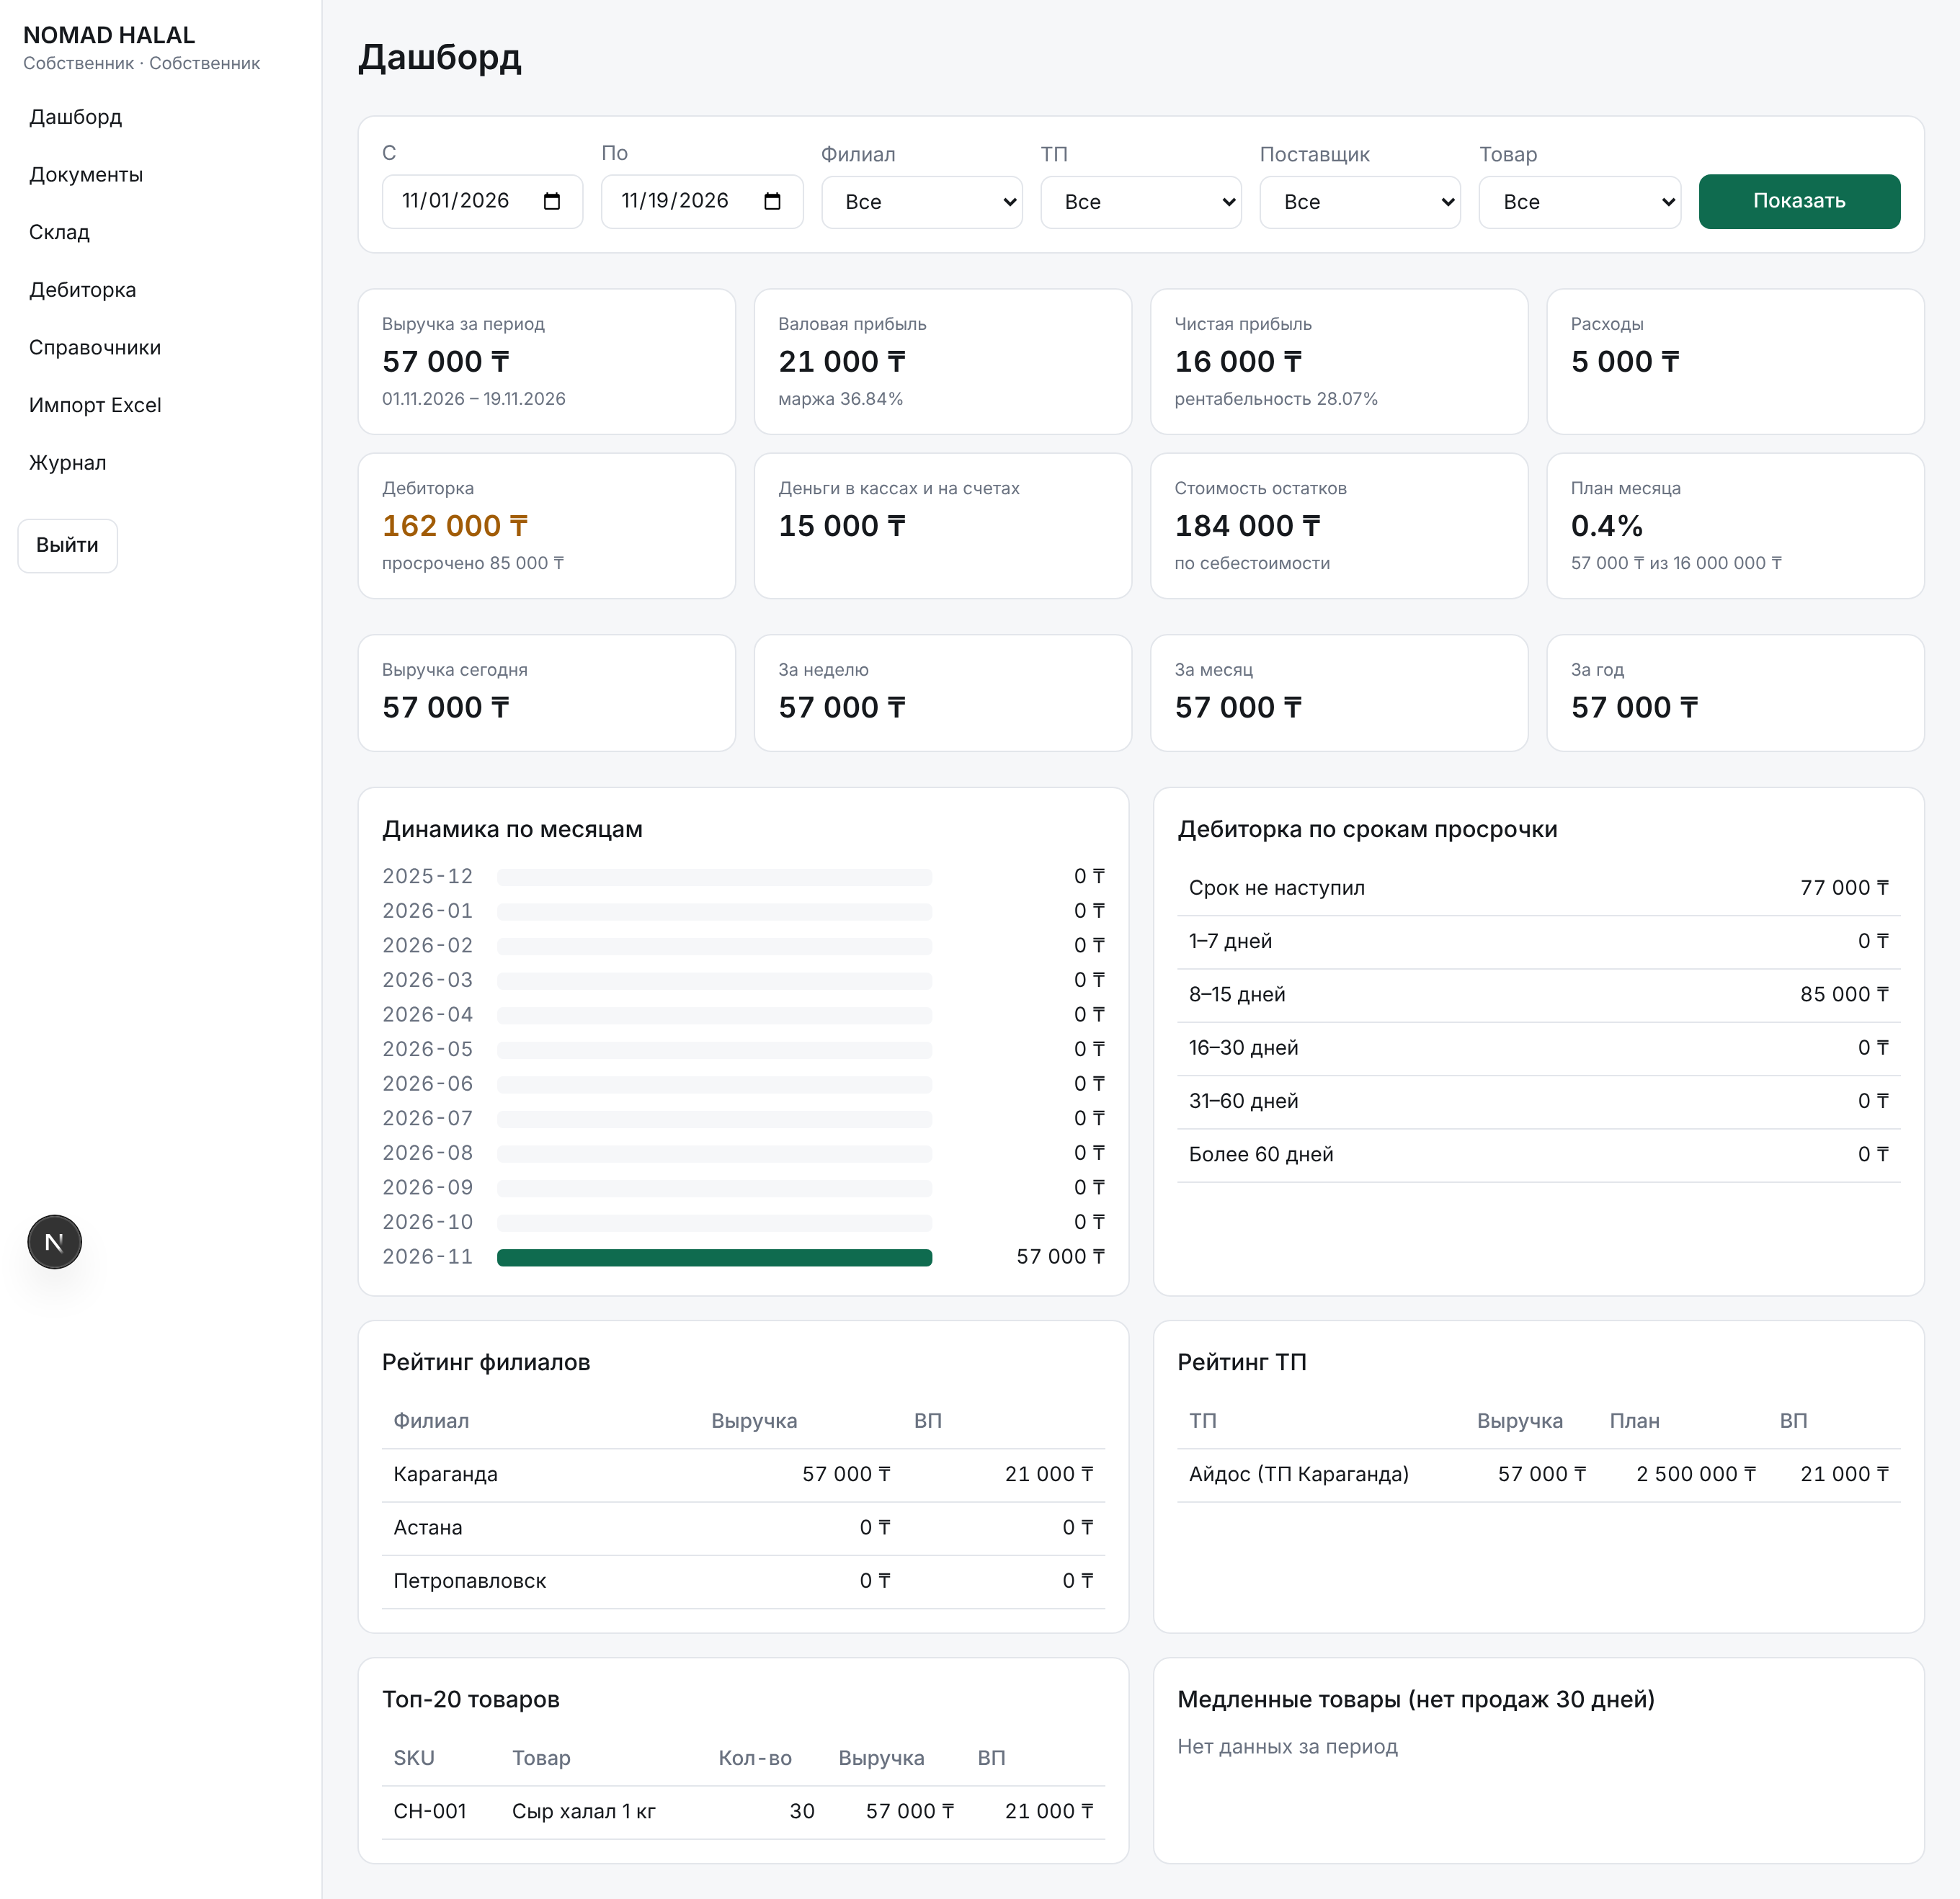 NOMAD HALAL
Собственник · Собственник
Дашборд
Документы
Склад
Дебиторка
Справочники
Импорт Excel
Журнал
Выйти
N
Дашборд
С По Филиал ТП Поставщик Товар
11/01/2026 11/19/2026 Все Все Все Все Показать
Выручка за период Валовая прибыль Чистая прибыль Расходы
57 000 ₸ 21 000 ₸ 16 000 ₸ 5 000 ₸
01.11.2026 – 19.11.2026 маржа 36.84% рентабельность 28.07%
Дебиторка Деньги в кассах и на счетах Стоимость остатков План месяца
162 000 ₸ 15 000 ₸ 184 000 ₸ 0.4%
просрочено 85 000 ₸ по себестоимости 57 000 ₸ из 16 000 000 ₸
Выручка сегодня За неделю За месяц За год
57 000 ₸ 57 000 ₸ 57 000 ₸ 57 000 ₸
Динамика по месяцам
2025-12 0 ₸
2026-01 0 ₸
2026-02 0 ₸
2026-03 0 ₸
2026-04 0 ₸
2026-05 0 ₸
2026-06 0 ₸
2026-07 0 ₸
2026-08 0 ₸
2026-09 0 ₸
2026-10 0 ₸
2026-11 57 000 ₸
Дебиторка по срокам просрочки
Срок не наступил 77 000 ₸
1–7 дней 0 ₸
8–15 дней 85 000 ₸
16–30 дней 0 ₸
31–60 дней 0 ₸
Более 60 дней 0 ₸
Рейтинг филиалов
Филиал Выручка ВП
Караганда 57 000 ₸ 21 000 ₸
Астана 0 ₸ 0 ₸
Петропавловск 0 ₸ 0 ₸
Рейтинг ТП
ТП Выручка План ВП
Айдос (ТП Караганда) 57 000 ₸ 2 500 000 ₸ 21 000 ₸
Топ-20 товаров
SKU Товар Кол-во Выручка ВП
CH-001 Сыр халал 1 кг 30 57 000 ₸ 21 000 ₸
Медленные товары (нет продаж 30 дней)
Нет данных за период